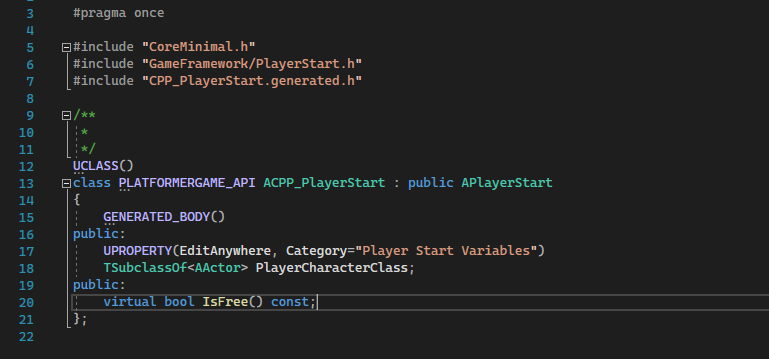 3 #pragma once
4
5 #include "CoreMinimal.h"
6 #include "GameFramework/PlayerStart.h"
7 #include "CPP_PlayerStart.generated.h"
8
9 /**
10 *
11 */
12 UCLASS()
13 class PLATFORMERGAME_API ACPP_PlayerStart : public APlayerStart
14 {
15 GENERATED_BODY()
16 public:
17 UPROPERTY(EditAnywhere, Category="Player Start Variables")
18 TSubclassOf<AActor> PlayerCharacterClass;
19 public:
20 virtual bool IsFree() const;
21 };
22